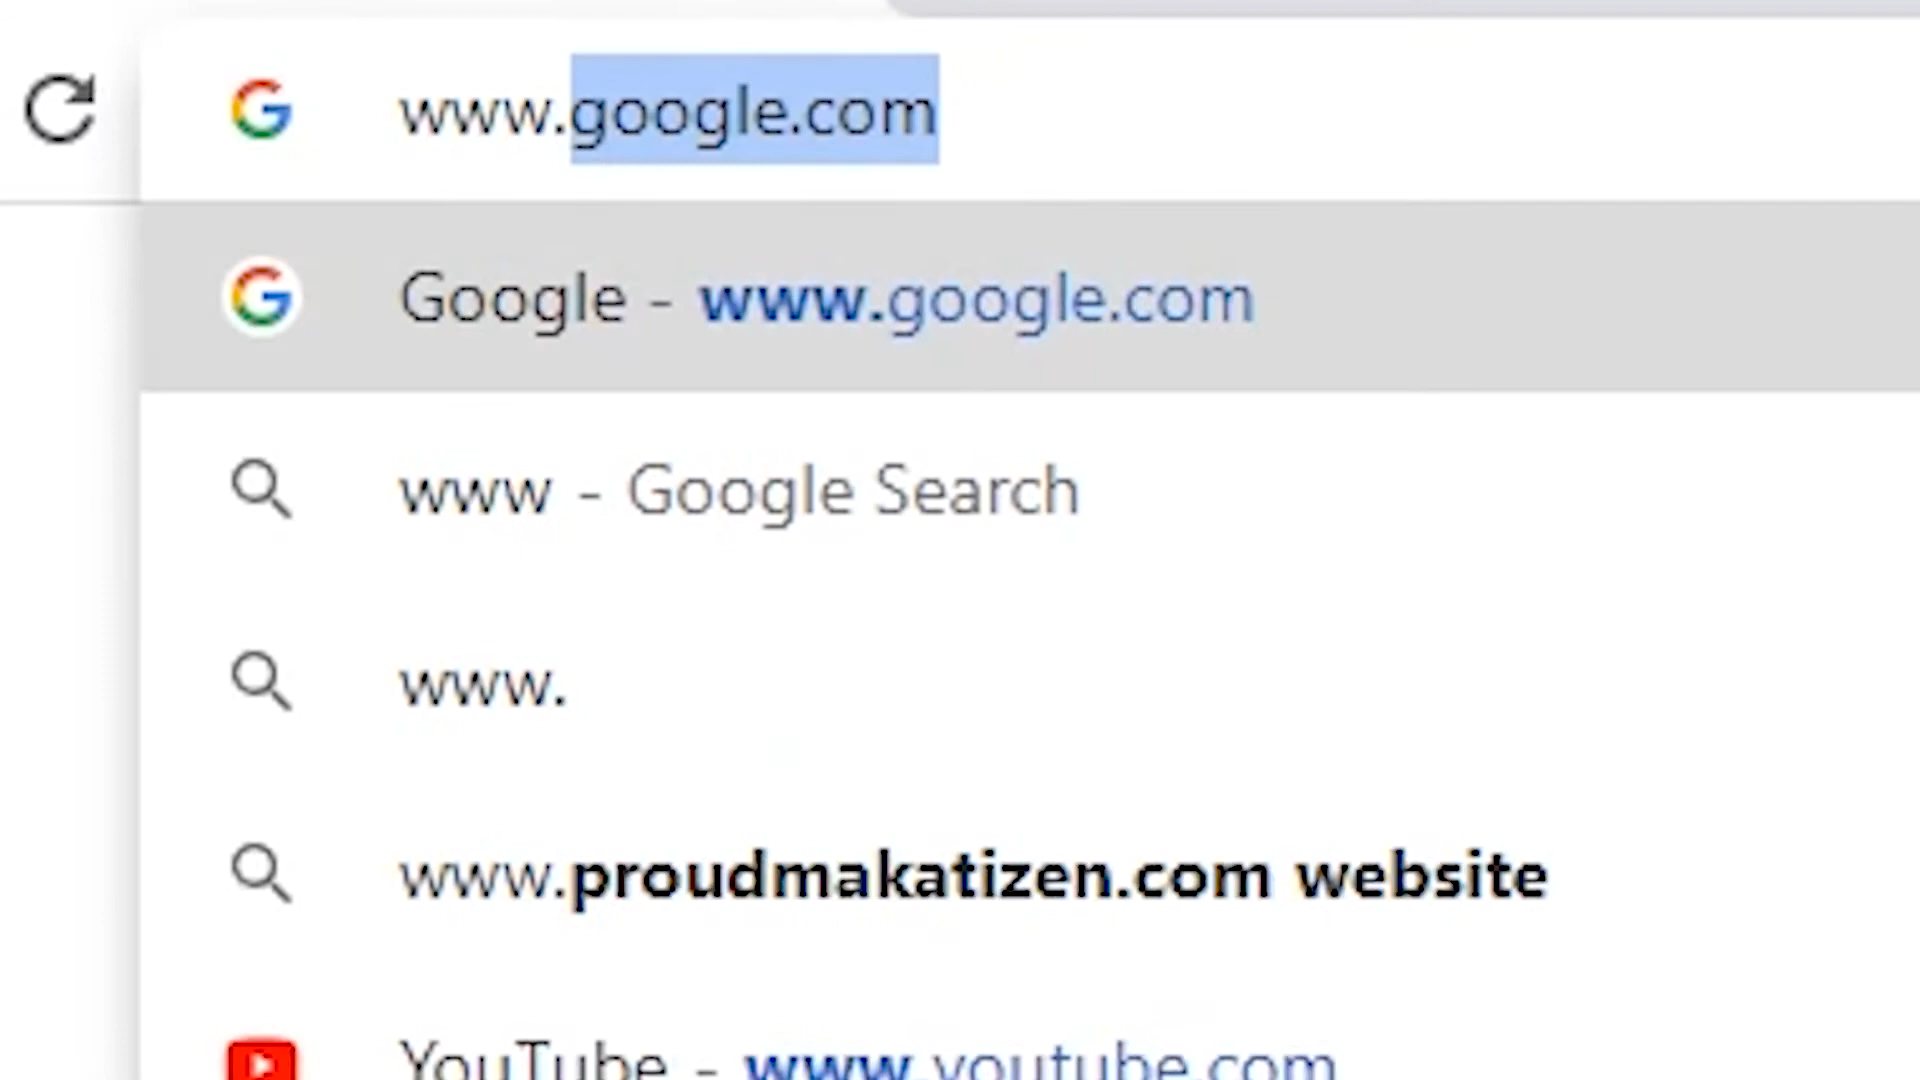 www.google.com
Google - www.google.com
www - Google Search
www.
www.proudmakatizen.com website
YouTube - www.youtube.com